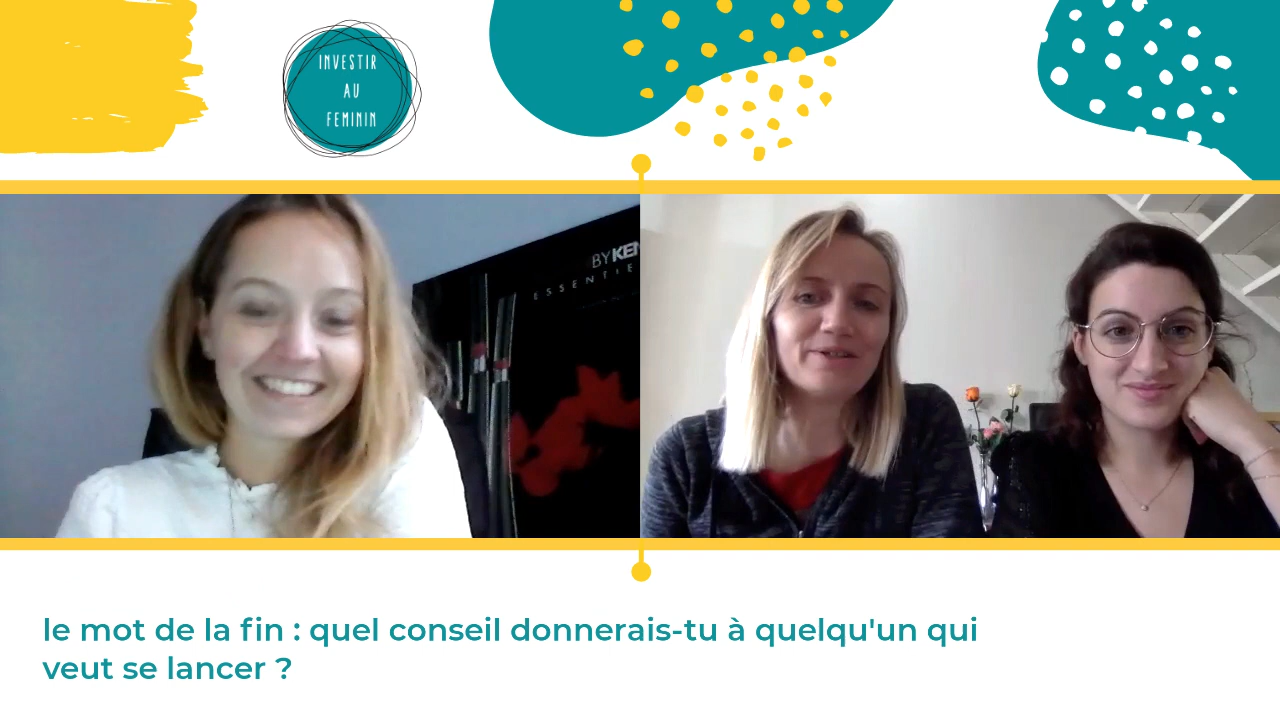 INVESTIR
AU
FEMININ
BYKEN
ESSENTIE
le mot de la fin : quel conseil donnerais-tu à quelqu'un qui
veut se lancer ?